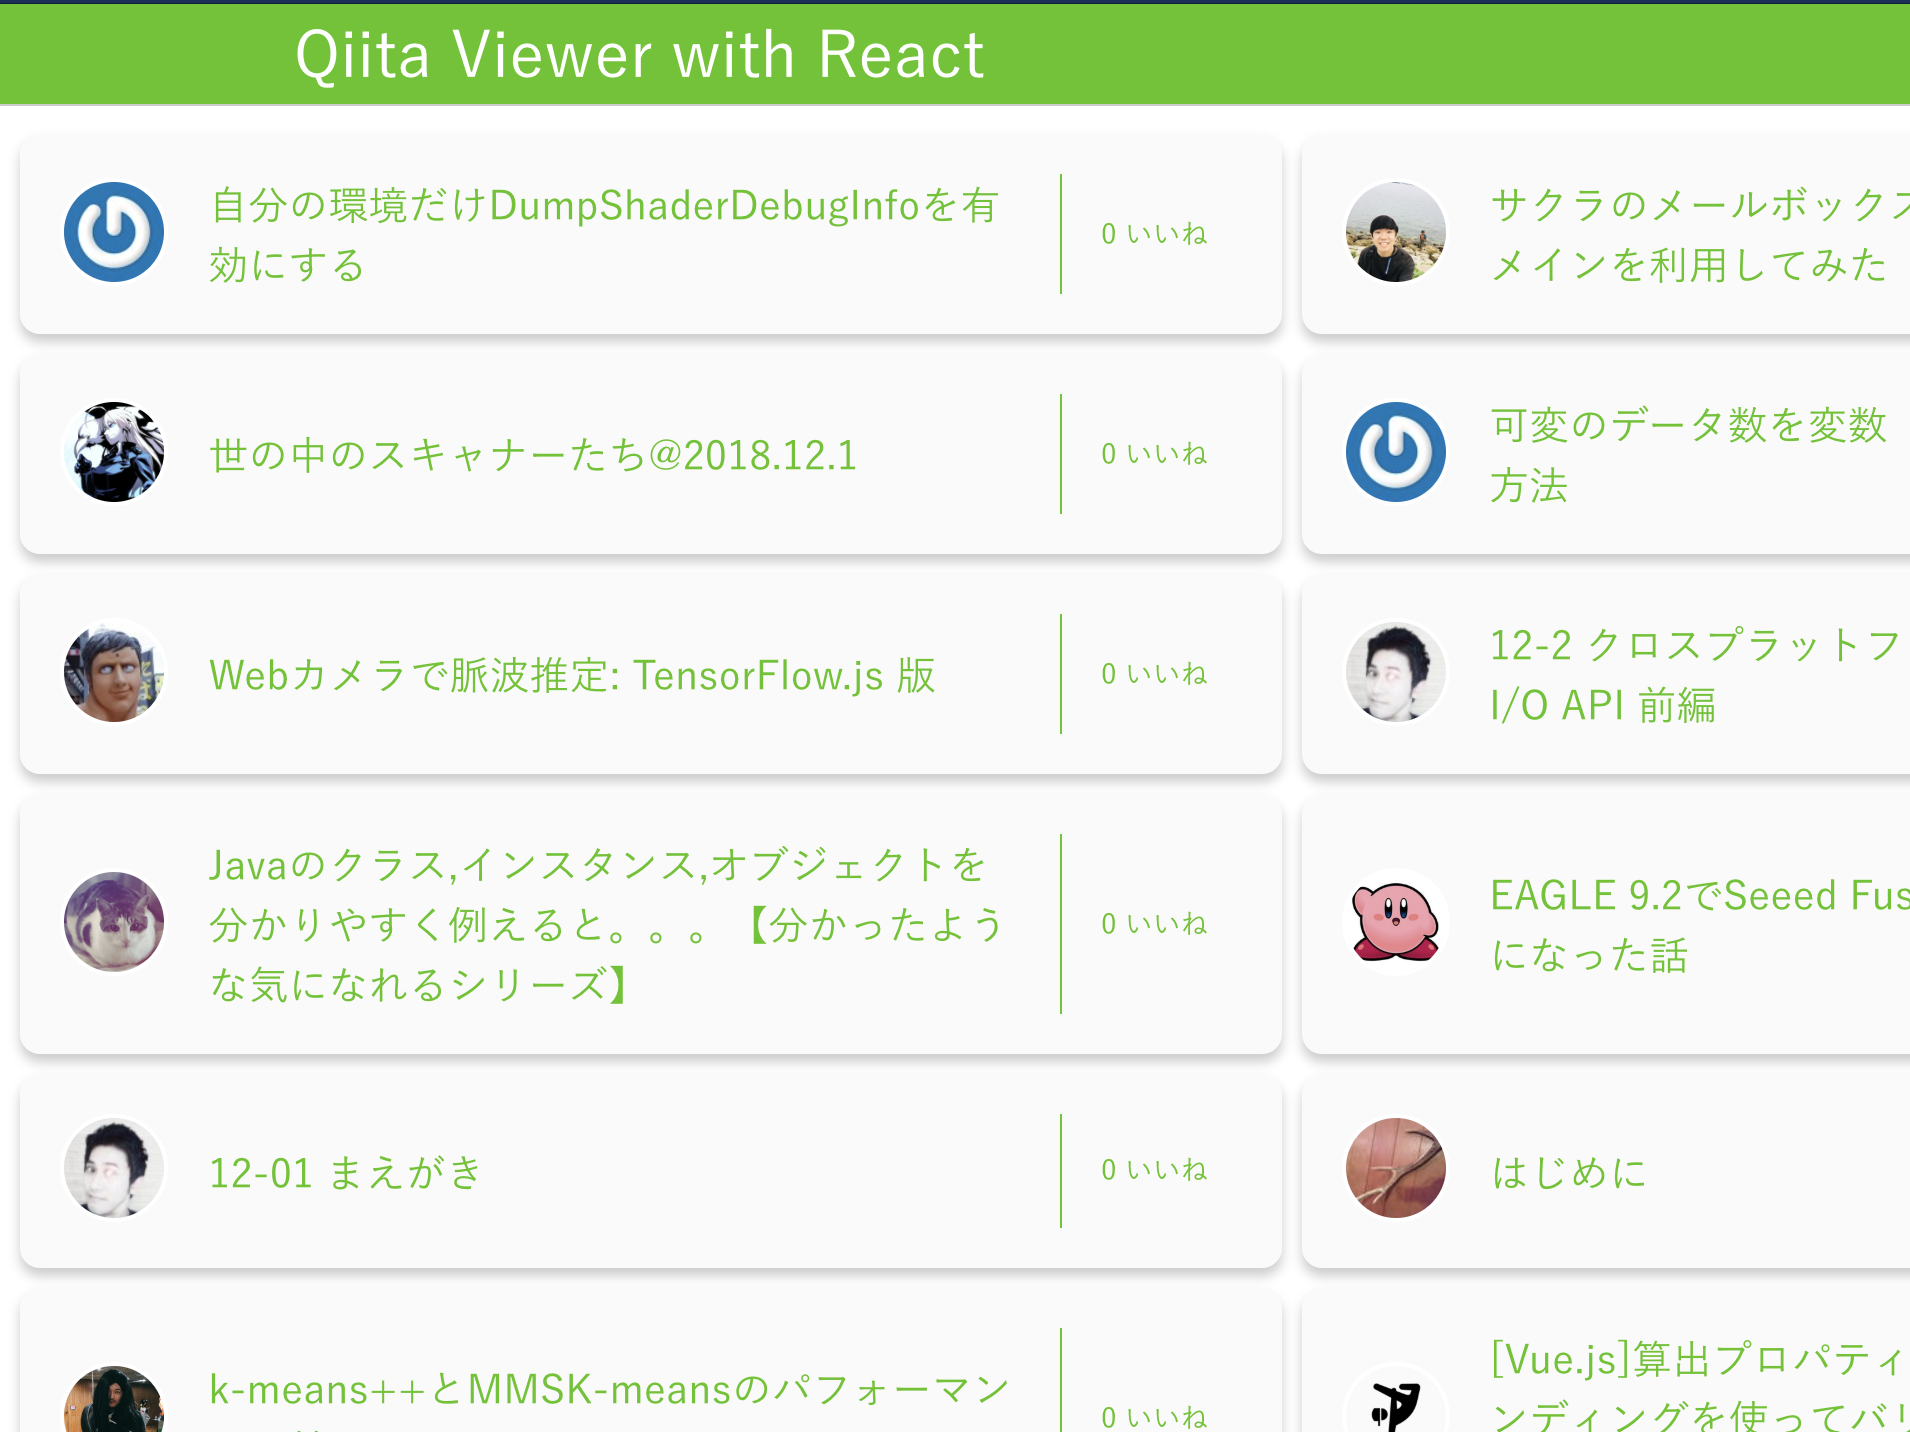 Qiita Viewer with React
自分の環境だけDumpShaderDebugInfoを有
効にする
0 いいね
サクラのメールボックス
メインを利用してみた
世の中のスキャナーたち@2018.12.1
0 いいね
可変のデータ数を変数
方法
Webカメラで脈波推定: TensorFlow.js 版
0 いいね
12-2 クロスプラットフ
I/O API 前編
Javaのクラス,インスタンス,オブジェクトを
分かりやすく例えると。。。【分かったよう
な気になれるシリーズ】
0 いいね
EAGLE 9.2でSeeed Fus
になった話
12-01 まえがき
0 いいね
はじめに
k-means++とMMSK-meansのパフォーマン
0 いいね
[Vue.js]算出プロパティ
ンディングを使ってバリ